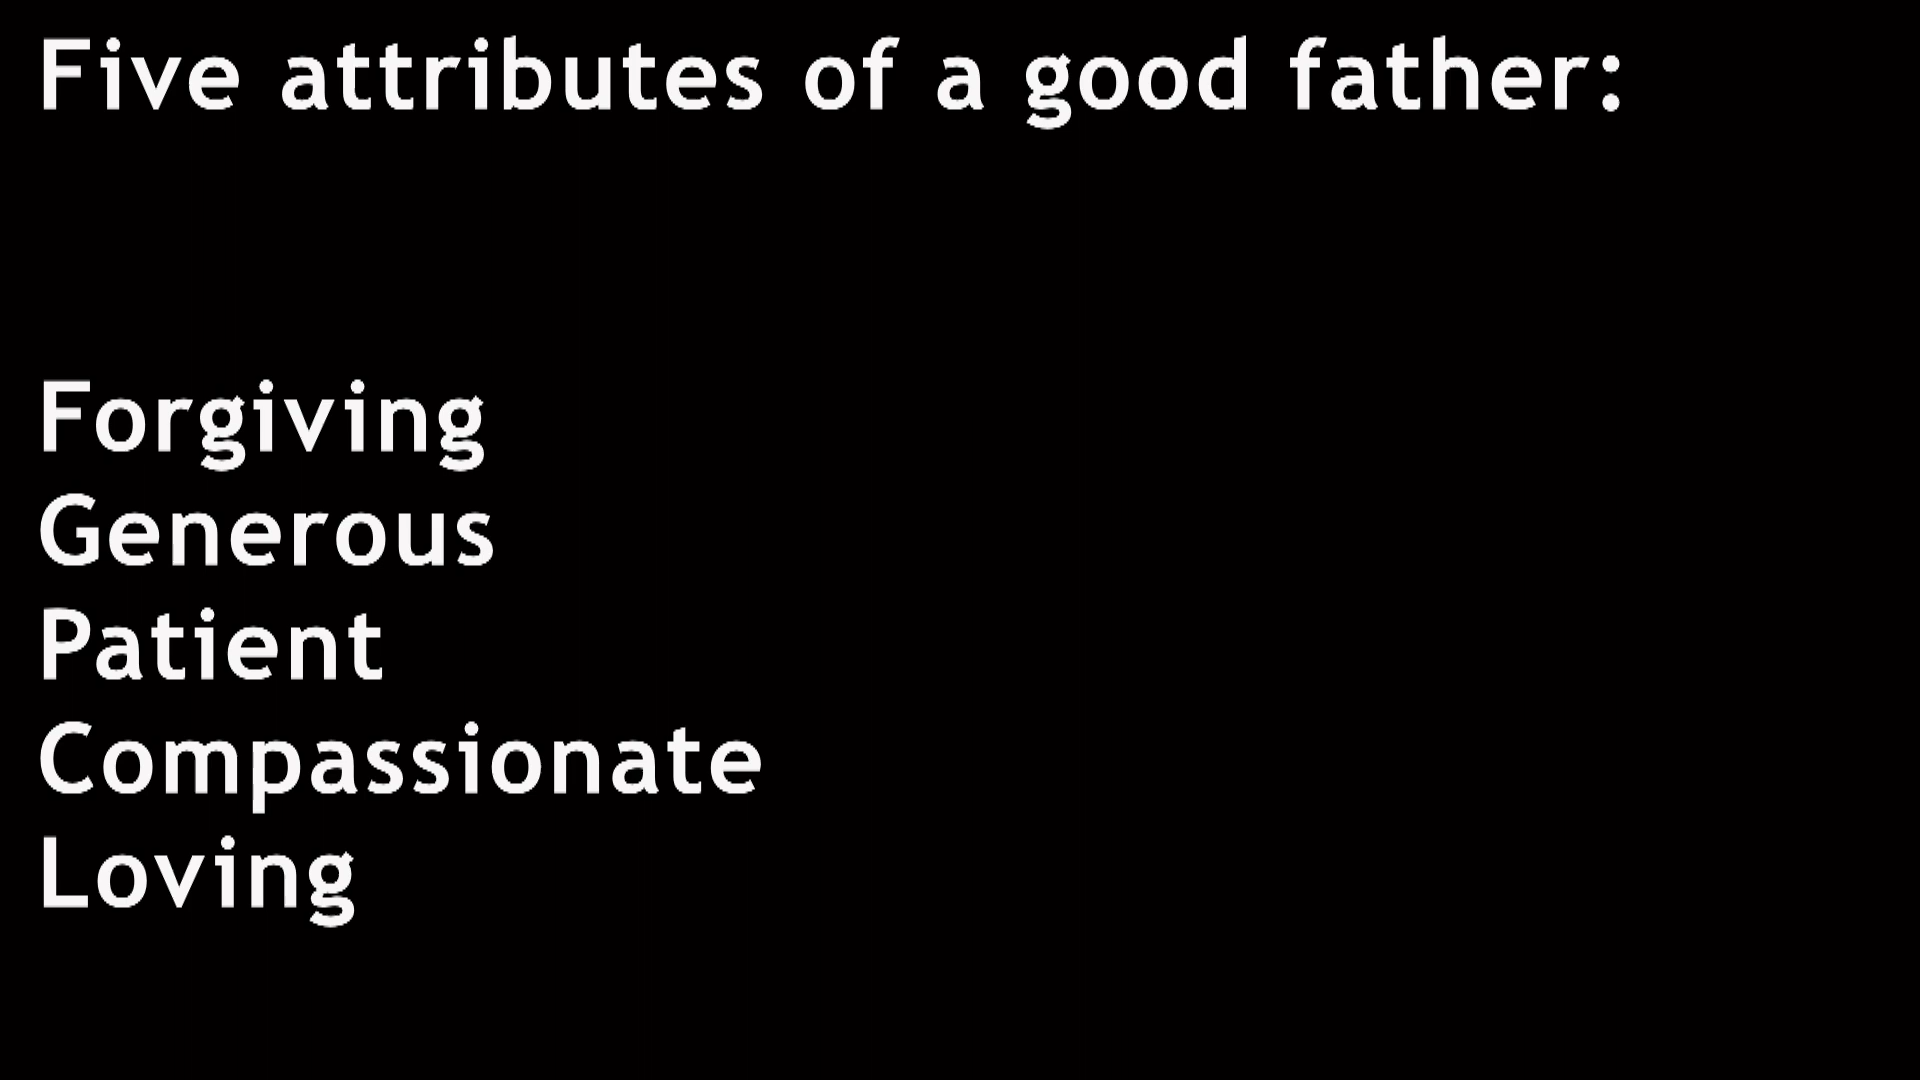 Five attributes of a good father:
Forgiving
Generous
Patient
Compassionate
Loving